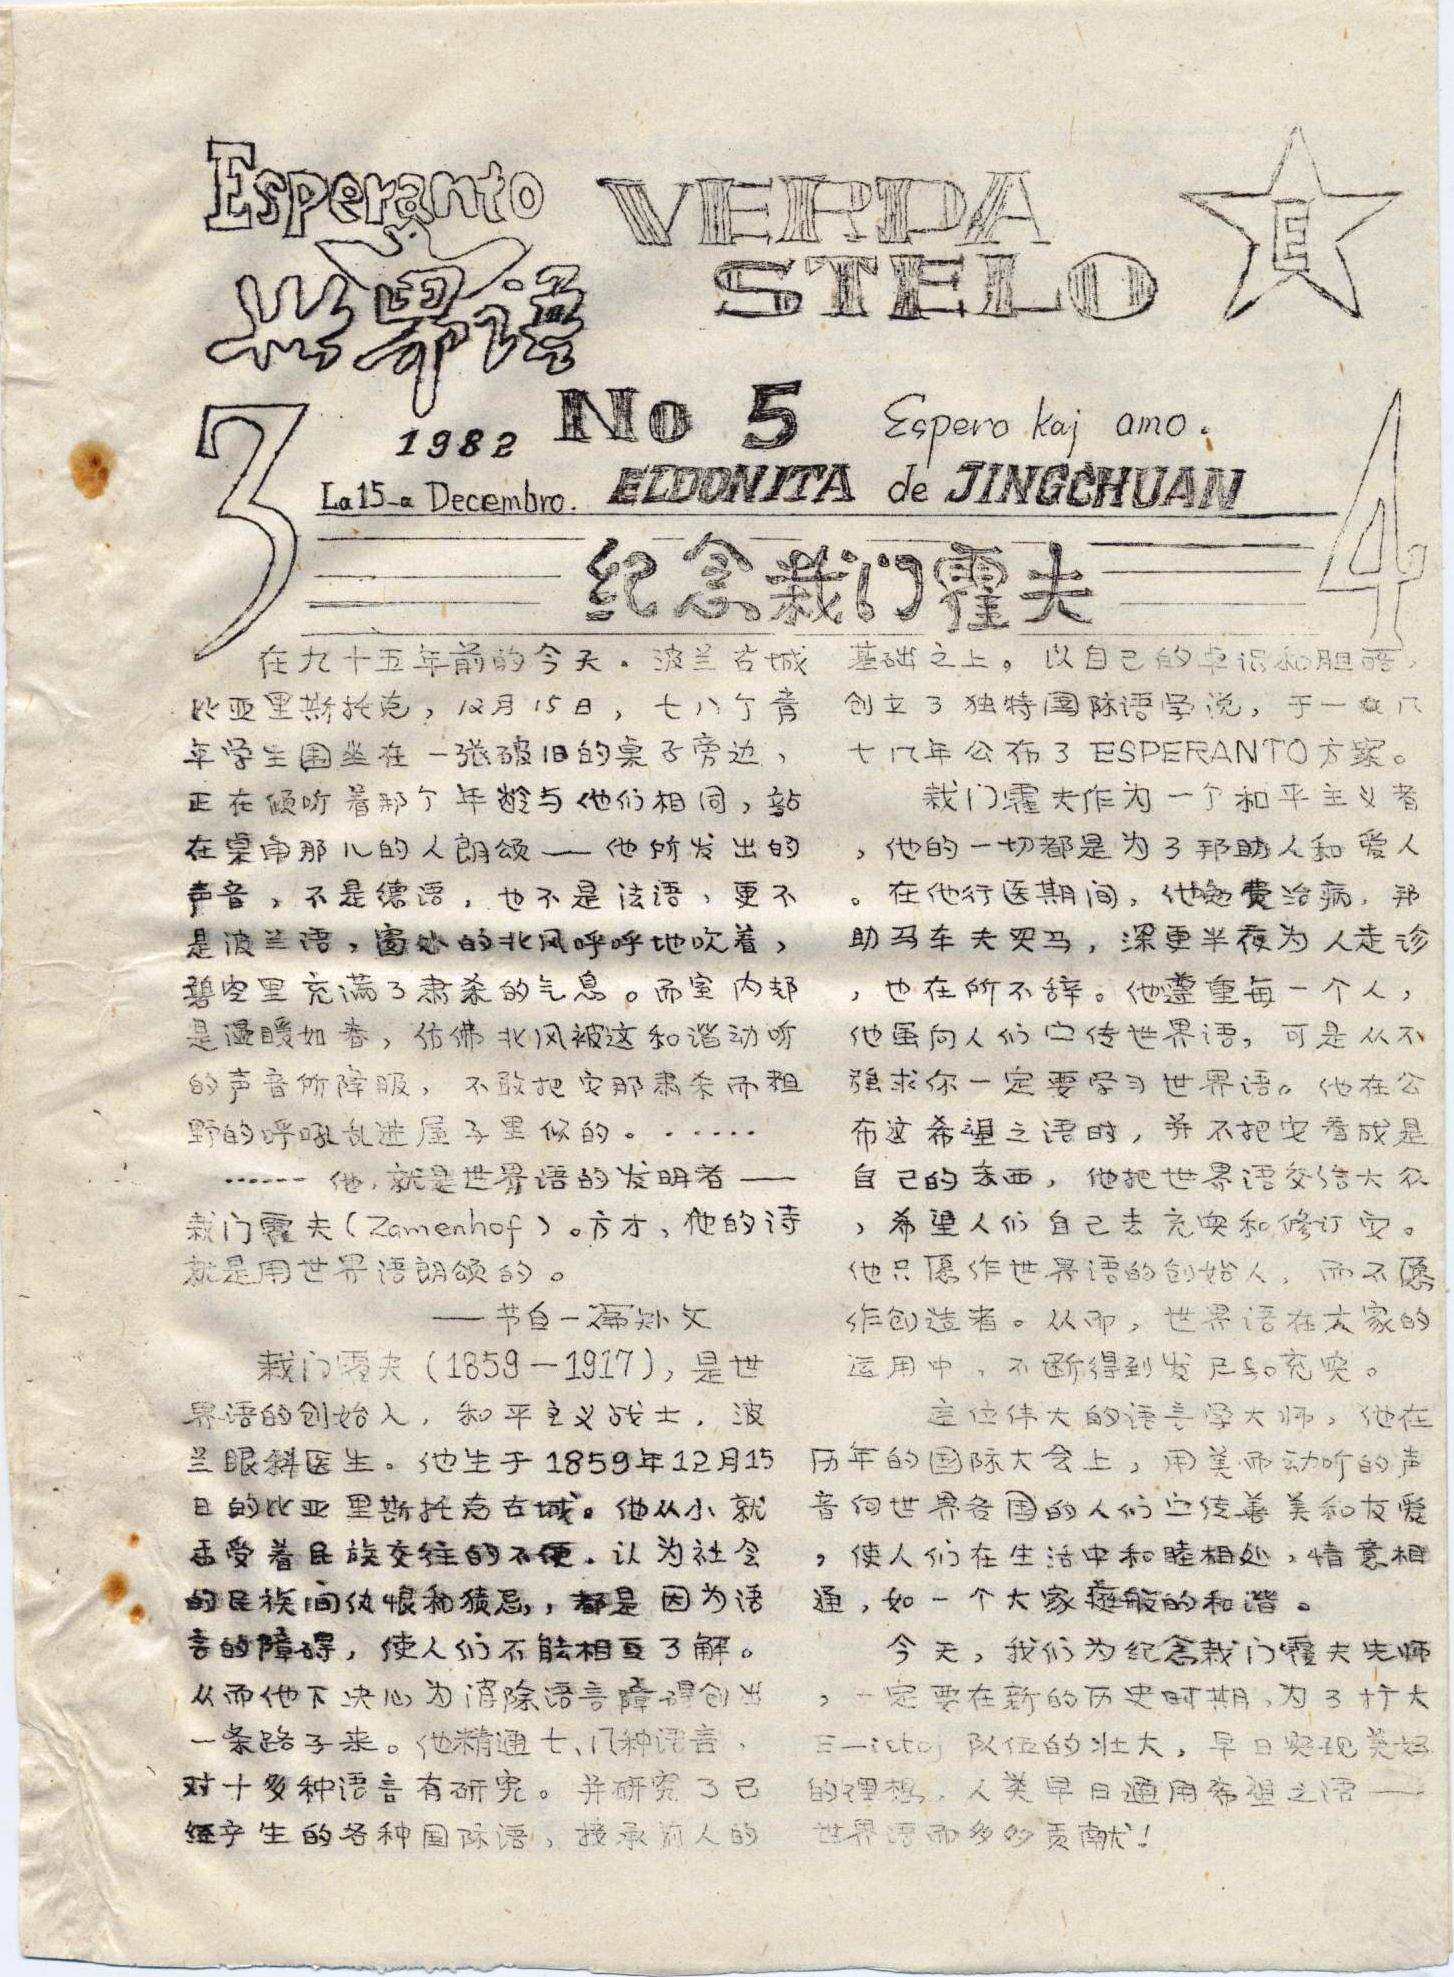 Esperanto
世界语
VERDA
STELO
E
3
4
1982
No 5
Espero kaj amo.
La 15-a Decembro.
ELDONITA de JINGCHUAN
纪念栽门霍夫
在九十五年前的今天。波兰古城
比亚里斯托克，12月15日，七八个青
年学生围坐在一张破旧的桌子旁边，
正在倾听着那个年龄与他们相同，站
在桌角那儿的人朗颂——他所发出的
声音，不是德语，也不是法语，更不
是波兰语，窗外的北风呼呼地吹着，
碧空里充满了肃杀的气息。而室内却
是温暖如春，仿佛北风被这和谐动听
的声音所降服，不敢把它那肃杀而粗
野的呼吼乱进屋子里似的。……
……他，就是世界语的发明者——
栽门霍夫(Zamenhof)。方才，他的诗
就是用世界语朗颂的。
——节自一篇短文
栽门霍夫(1859—1917)，是世
界语的创始人，和平主义战士，波
兰眼科医生。他生于1859年12月15
日的比亚里斯托克古城。他从小就
受着民族交往的不便，认为社会
的民族间仇恨和猜忌，都是因为语
言的障碍，使人们不能相互了解。
从而他下决心为消除语言障碍创出
一条路子来。他精通七、八种语言，
对十多种语言有研究。并研究了已
经产生的各种国际语，接承前人的
基础之上。以自己的卓识和胆略，
创立了独特国际语学说，于一八八
七八年公布了ESPERANTO方案。
栽门霍夫作为一个和平主义者
，他的一切都是为了帮助人和爱人
。在他行医期间，他免费治病，帮
助马车夫买马，深更半夜为人走诊
，也在所不辞。他尊重每一个人，
他虽向人们宣传世界语，可是从不
强求你一定要学习世界语。他在公
布这希望之语时，并不把它看成是
自己的东西，他把世界语交给大众
，希望人们自己去充实和修订它。
他只愿作世界语的创始人，而不愿
作创造者。从而，世界语在大家的
运用中，不断得到发展和充实。
这位伟大的语言学大师，他在
历年的国际大会上，用美而动听的声
音向世界各国的人们宣传善美和友爱
，使人们在生活中和睦相处，情意相
通，如一个大家庭般的和谐。
今天，我们为纪念栽门霍夫先师
，一定要在新的历史时期，为了扩大
E—istoj队伍的壮大，早日实现美好
的理想，人类早日通用希望之语——
世界语而多多贡献！